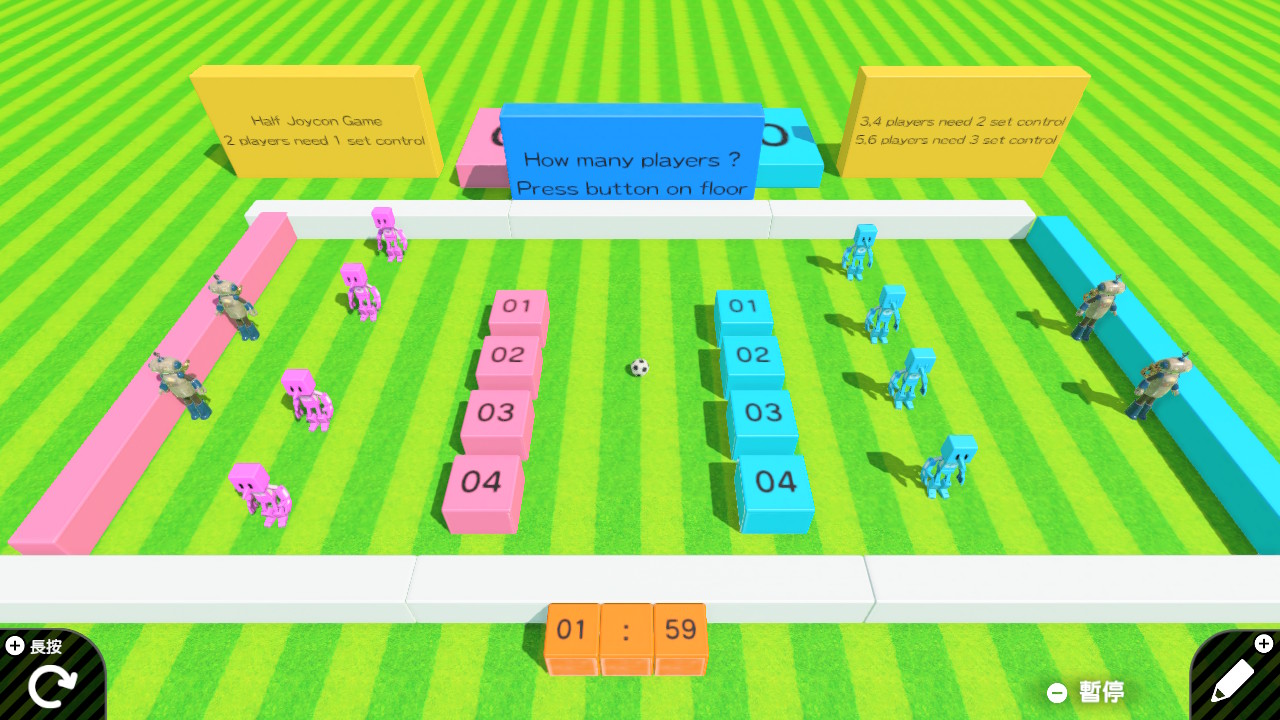 Half Joycon Game
2 players need 1 set control
How many players ?
Press button on floor
3,4 players need 2 set control
5,6 players need 3 set control
01
02
03
04
01
02
03
04
01 : 59
長按
暫停